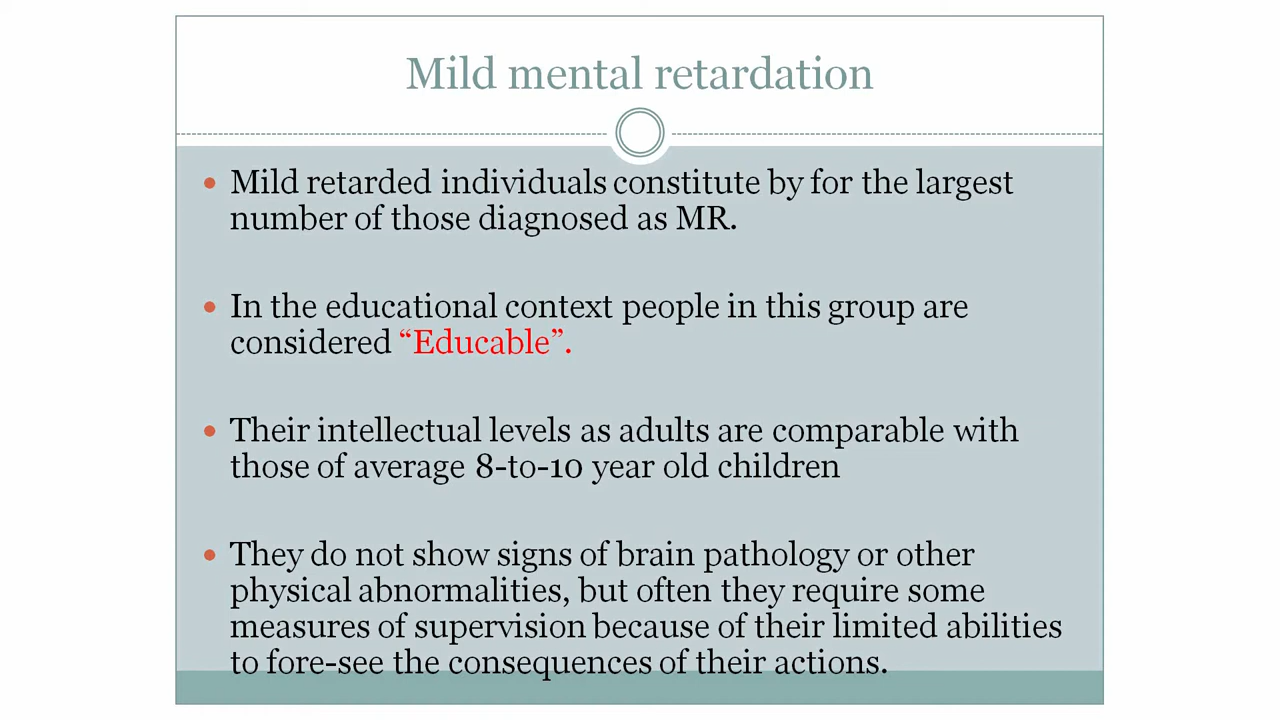 Mild mental retardation
• Mild retarded individuals constitute by for the largest
number of those diagnosed as MR.
• In the educational context people in this group are
considered “Educable”.
• Their intellectual levels as adults are comparable with
those of average 8-to-10 year old children
• They do not show signs of brain pathology or other
physical abnormalities, but often they require some
measures of supervision because of their limited abilities
to fore-see the consequences of their actions.